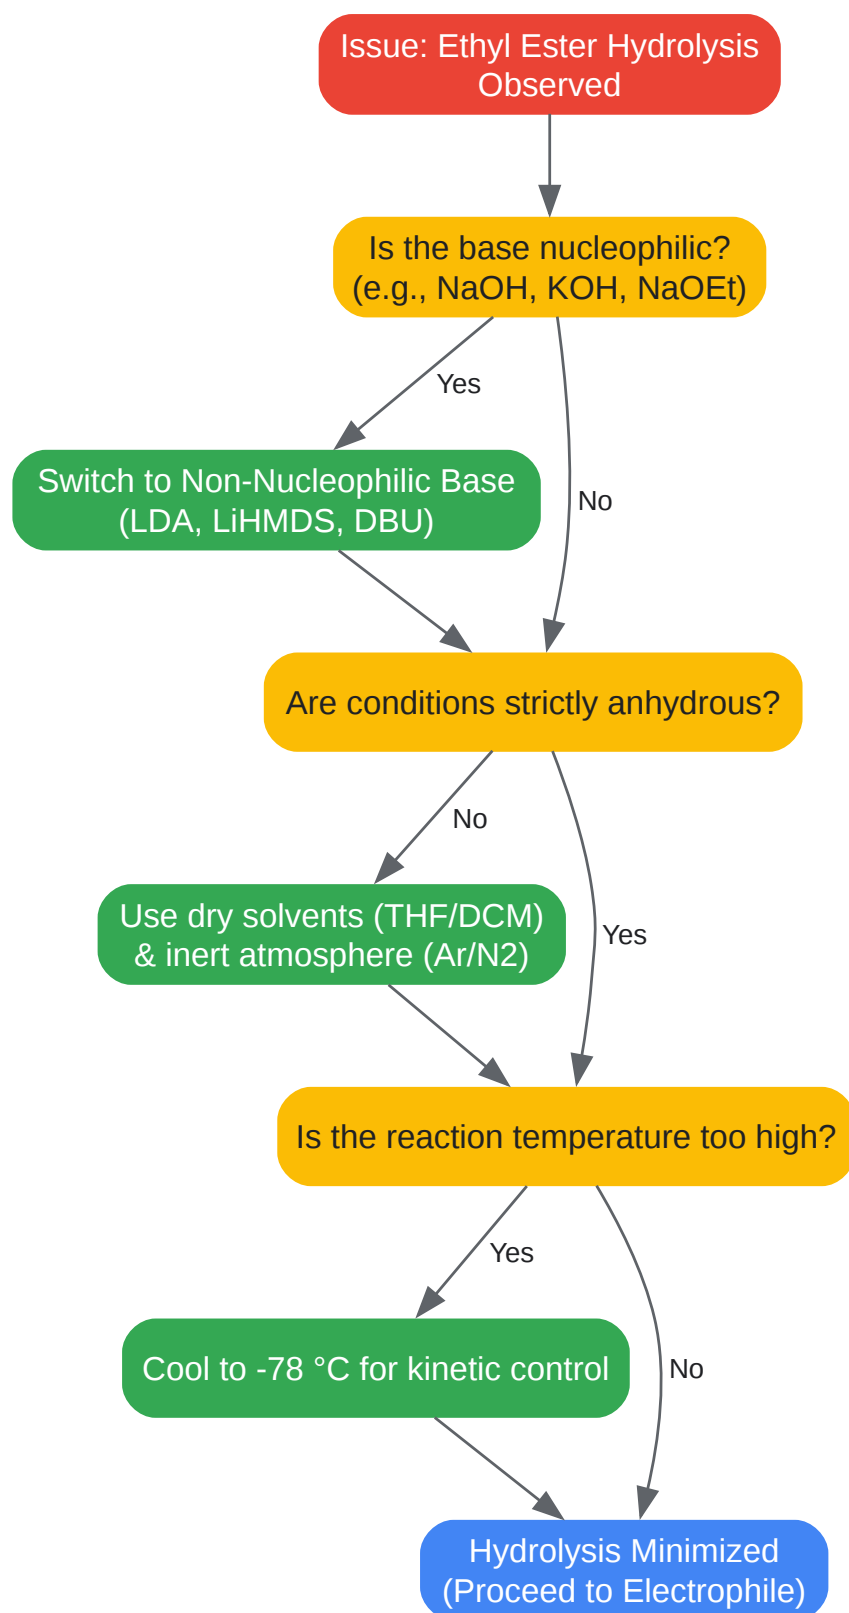 Issue: Ethyl Ester Hydrolysis
Observed
Is the base nucleophilic?
(e.g., NaOH, KOH, NaOEt)
Yes
Switch to Non-Nucleophilic Base
(LDA, LiHMDS, DBU)
No
Are conditions strictly anhydrous?
No
Use dry solvents (THF/DCM)
& inert atmosphere (Ar/N2)
Yes
Is the reaction temperature too high?
Yes
Cool to -78 °C for kinetic control
No
Hydrolysis Minimized
(Proceed to Electrophile)